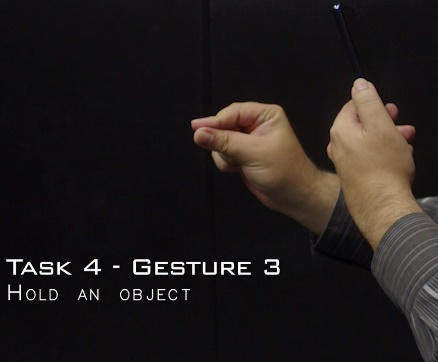 Task 4 - Gesture 3
Hold an object